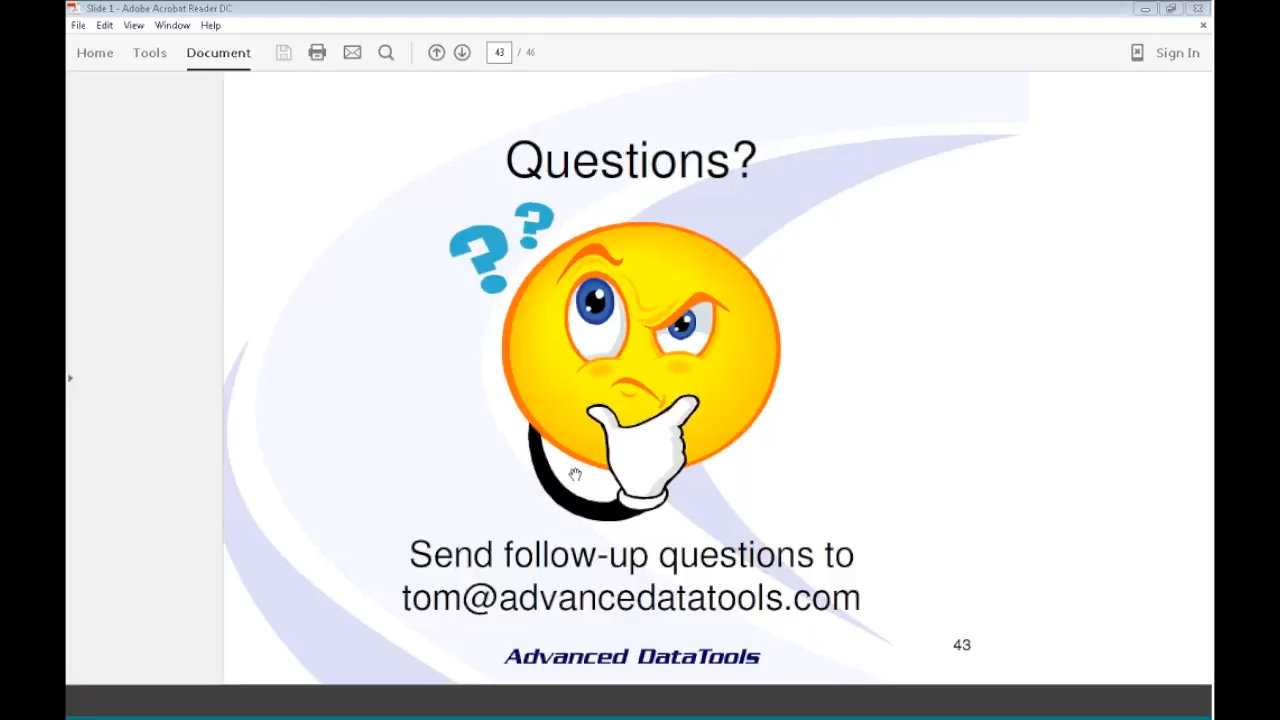 Slide 1 - Adobe Acrobat Reader DC
File Edit View Window Help
Home Tools Document 43 / 46 Sign In
Questions?
? ?
Send follow-up questions to
tom@advancedatatools.com
Advanced DataTools
43